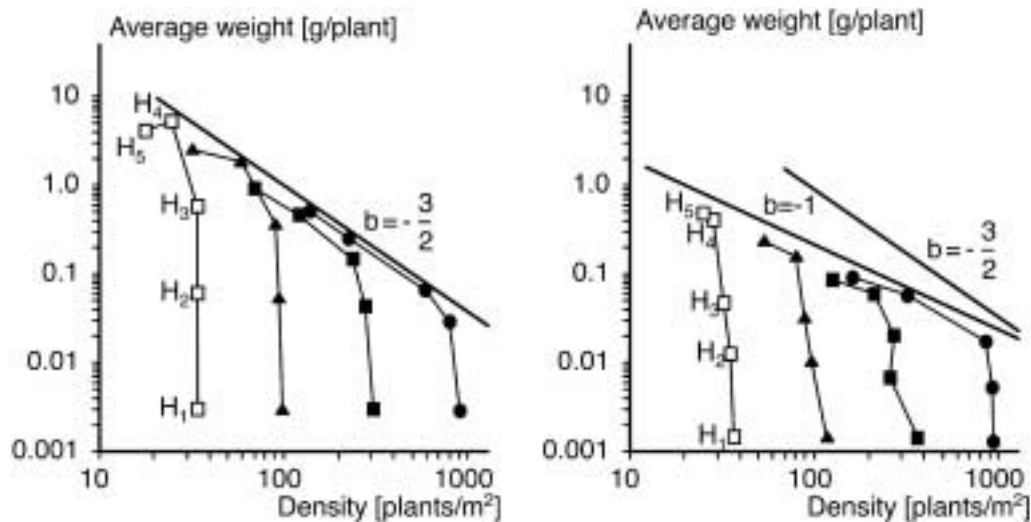 Average weight [g/plant]
10
1.0
0.1
0.01
0.001
H₄
H₅
H₃
H₂
H₁
b = - 3/2
10 100 1000
Density [plants/m²]
Average weight [g/plant]
10
1.0
0.1
0.01
0.001
H₅
H₄
H₃
H₂
H₁
b = -1
b = - 3/2
10 100 1000
Density [plants/m²]